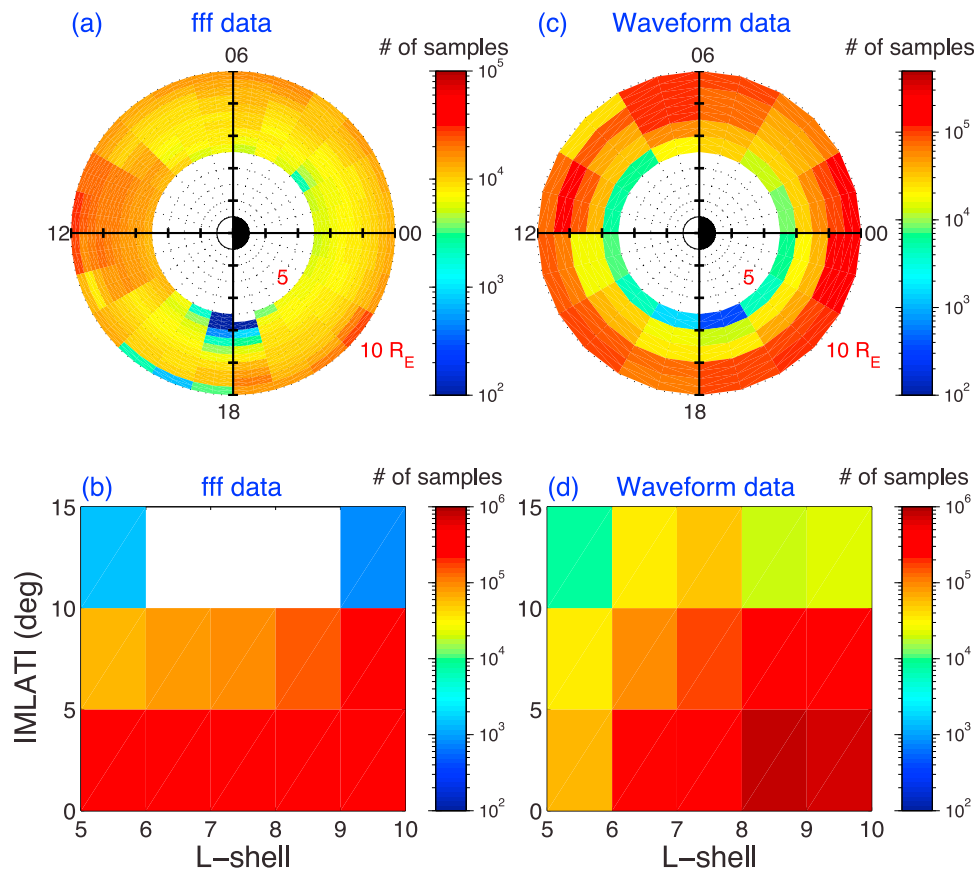 (a) fff data
# of samples
06
12
00
18
5
10 R_E
10^5
10^4
10^3
10^2
(c) Waveform data
# of samples
06
12
00
18
5
10 R_E
10^5
10^4
10^3
10^2
(b) fff data
# of samples
15
10
5
0
5 6 7 8 9 10
IMLATI (deg)
L-shell
10^6
10^5
10^4
10^3
10^2
(d) Waveform data
# of samples
15
10
5
0
5 6 7 8 9 10
L-shell
10^6
10^5
10^4
10^3
10^2